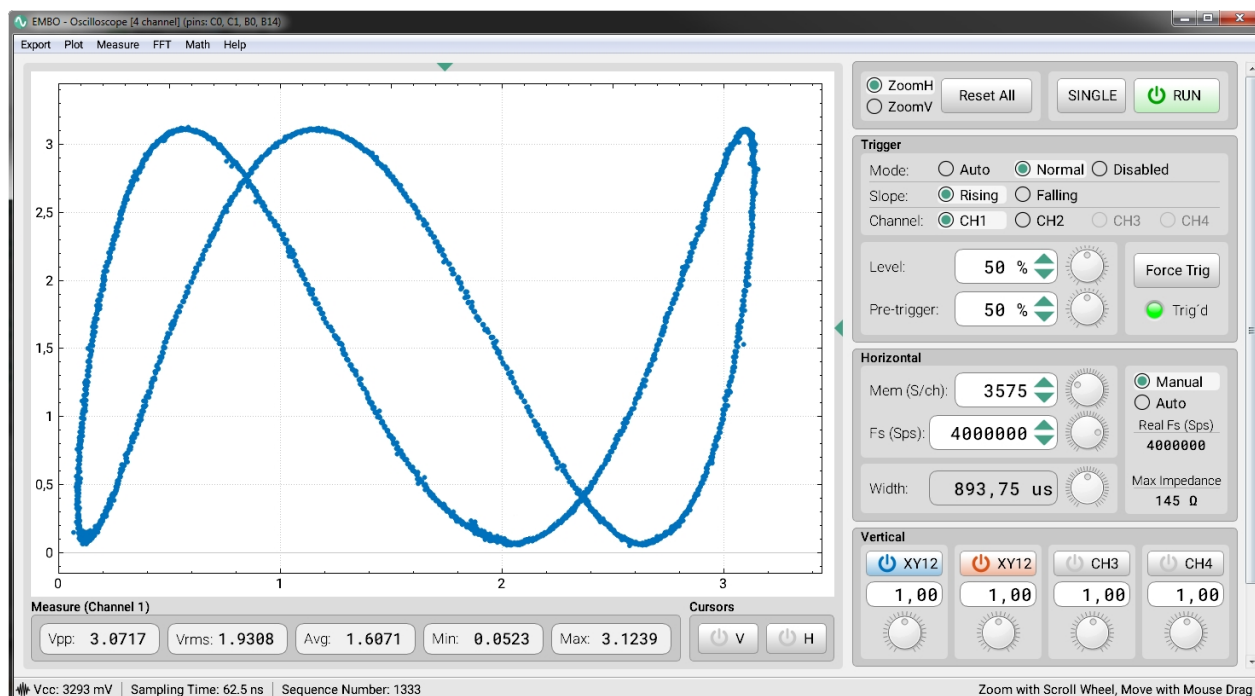 EMBO - Oscilloscope [4 channel] (pins: C0, C1, B0, B14)
Export Plot Measure FFT Math Help
ZoomH
ZoomV
Reset All
SINGLE
RUN
Trigger
Mode: Auto Normal Disabled
Slope: Rising Falling
Channel: CH1 CH2 CH3 CH4
Level: 50 %
Force Trig
Pre-trigger: 50 %
Trig´d
Horizontal
Mem (S/ch): 3575
Manual
Auto
Fs (Sps): 4000000
Real Fs (Sps)
4000000
Width: 893,75 us
Max Impedance
145 Ω
Vertical
XY12 XY12 CH3 CH4
1,00 1,00 1,00 1,00
3
2,5
2
1,5
1
0,5
0
0 1 2 3
Measure (Channel 1)
Vpp: 3.0717 Vrms: 1.9308 Avg: 1.6071 Min: 0.0523 Max: 3.1239
Cursors
V H
Vcc: 3293 mV Sampling Time: 62.5 ns Sequence Number: 1333
Zoom with Scroll Wheel, Move with Mouse Drag